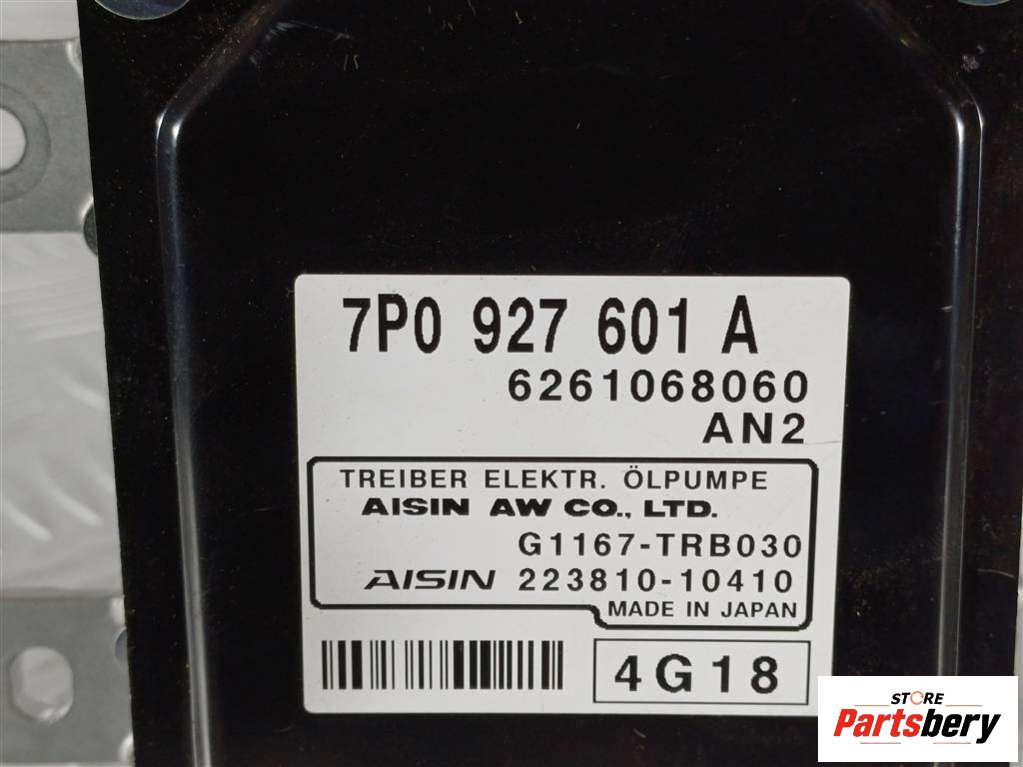 7P0 927 601 A
6261068060
AN2
TREIBER ELEKTR. ÖLPUMPE
AISIN AW CO., LTD.
G1167-TRB030
AISIN 223810-10410
MADE IN JAPAN
4G18
STORE
Partsbery